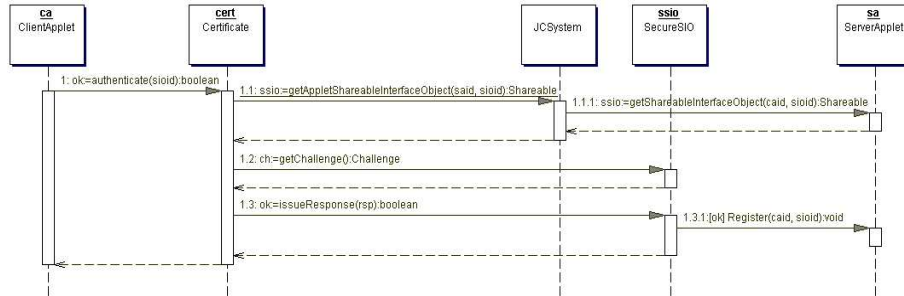 ca
ClientApplet
cert
Certificate
JCSystem
ssio
SecureSIO
sa
ServerApplet
1: ok:=authenticate(sioid):boolean
1.1: ssio:=getAppletShareableInterfaceObject(said, sioid):Shareable
1.1.1: ssio:=getShareableInterfaceObject(caid, sioid):Shareable
1.2: ch:=getChallenge():Challenge
1.3: ok:=issueResponse(rsp):boolean
1.3.1:[ok] Register(caid, sioid):void